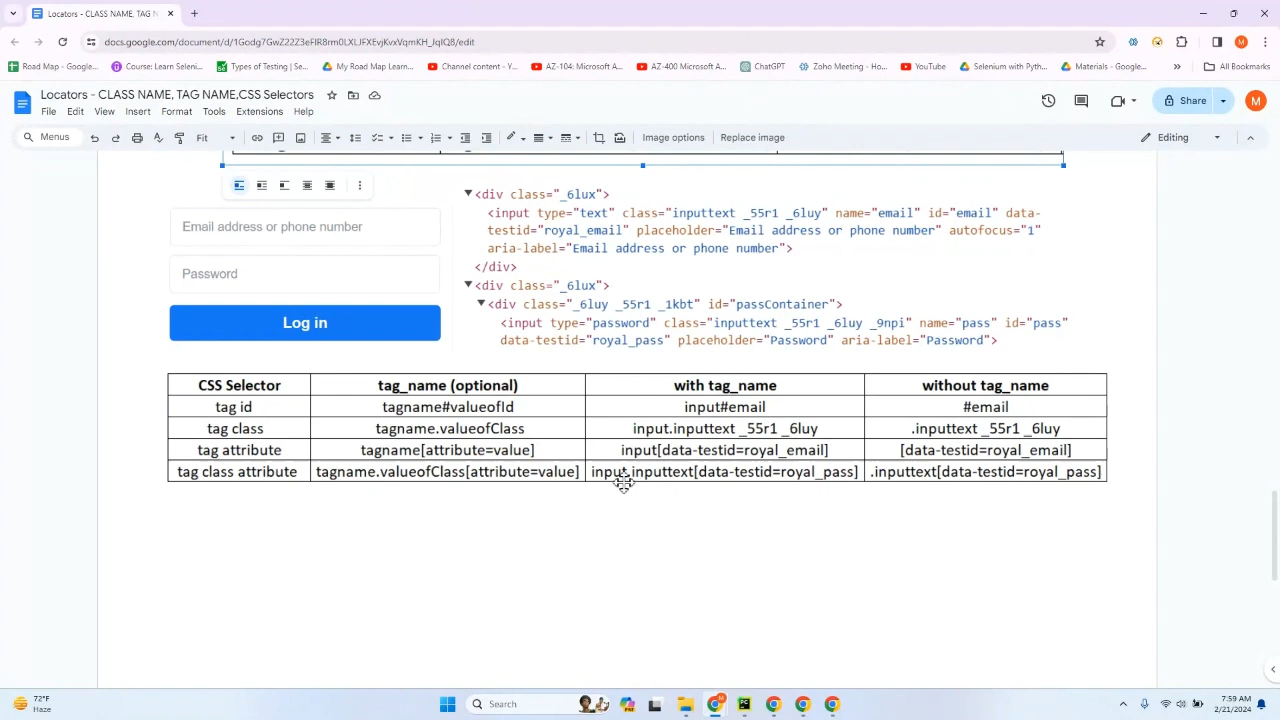 Locators - CLASS NAME, TAG N
docs.google.com/document/d/1Godg7GwZ22Z3eFIR8rm0LXLJFXEvjKvxVqmKH_JqIQ8/edit
Road Map - Google...
Course: Learn Seleni...
Types of Testing | Se...
My Road Map Learn...
Channel content - Y...
AZ-104: Microsoft A...
AZ-400 Microsoft A...
ChatGPT
Zoho Meeting - Ho...
YouTube
Selenium with Pyth...
Materials - Google...
All Bookmarks
Locators - CLASS NAME, TAG NAME,CSS Selectors
File Edit View Insert Format Tools Extensions Help
Share
M
Menus
Fit
Image options
Replace image
Editing
Email address or phone number
Password
Log in
<div class="_6lux">
<input type="text" class="inputtext _55r1 _6luy" name="email" id="email" data-
testid="royal_email" placeholder="Email address or phone number" autofocus="1"
aria-label="Email address or phone number">
</div>
<div class="_6lux">
<div class="_6luy _55r1 _1kbt" id="passContainer">
<input type="password" class="inputtext _55r1 _6luy _9npi" name="pass" id="pass"
data-testid="royal_pass" placeholder="Password" aria-label="Password">
CSS Selector tag_name (optional) with tag_name without tag_name
tag id tagname#valueofId input#email #email
tag class tagname.valueofClass input.inputtext _55r1 _6luy .inputtext _55r1 _6luy
tag attribute tagname[attribute=value] input[data-testid=royal_email] [data-testid=royal_email]
tag class attribute tagname.valueofClass[attribute=value] input.inputtext[data-testid=royal_pass] .inputtext[data-testid=royal_pass]
72°F
Haze
Search
7:59 AM
2/21/2024